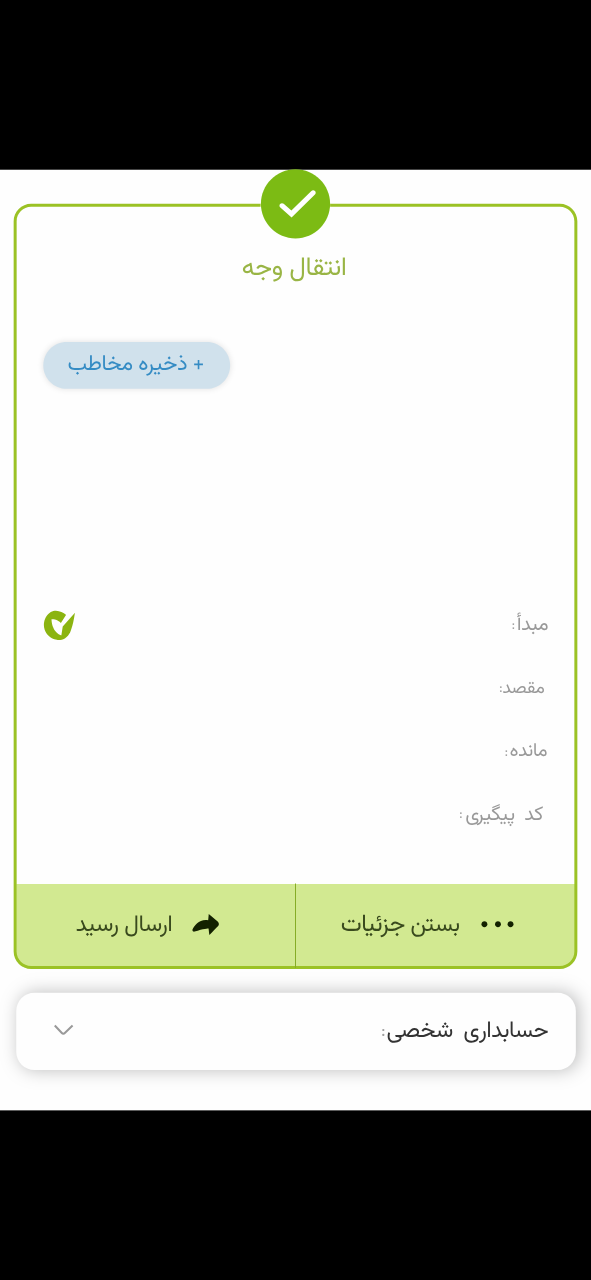 انتقال وجه
+ ذخیره مخاطب
مبدأ:
مقصد:
مانده:
کد پیگیری:
بستن جزئیات
ارسال رسید
حسابداری شخصی: